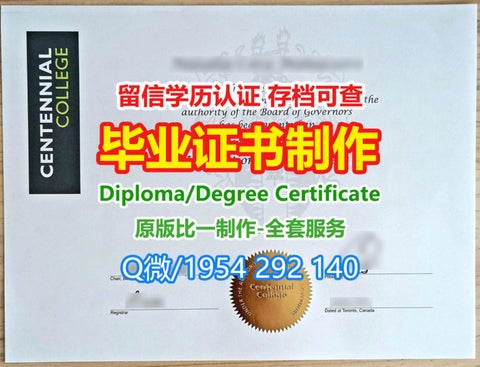 CENTENNIAL
COLLEGE
留信学历认证 存档可查
the
authority of the Board of Governors
毕业证书制作
Diploma/Degree Certificate
原版比一制作-全套服务
Q微/1954 292 140
Centennial
College
Registrar
Dated at Toronto, Canada